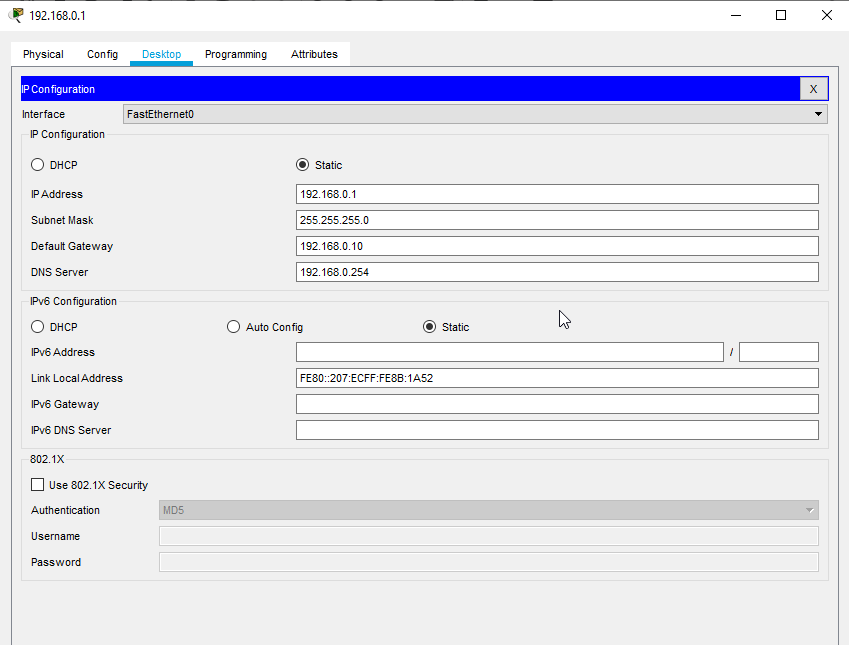 192.168.0.1
Physical Config Desktop Programming Attributes
IP Configuration X
Interface FastEthernet0
IP Configuration
DHCP Static
IP Address 192.168.0.1
Subnet Mask 255.255.255.0
Default Gateway 192.168.0.10
DNS Server 192.168.0.254
IPv6 Configuration
DHCP Auto Config Static
IPv6 Address /
Link Local Address FE80::207:ECFF:FE8B:1A52
IPv6 Gateway
IPv6 DNS Server
802.1X
Use 802.1X Security
Authentication MD5
Username
Password